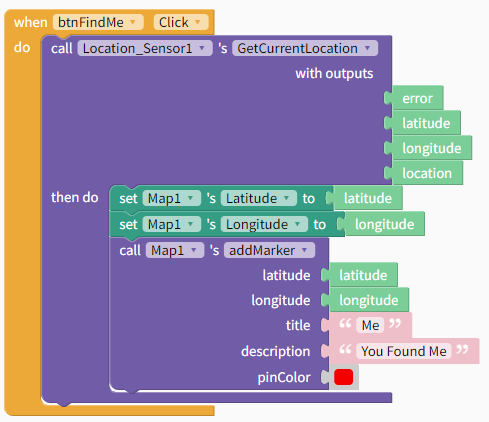 when btnFindMe Click
do call Location_Sensor1 's GetCurrentLocation
with outputs
error
latitude
longitude
location
then do set Map1 's Latitude to latitude
set Map1 's Longitude to longitude
call Map1 's addMarker
latitude latitude
longitude longitude
title “ Me ”
description “ You Found Me ”
pinColor